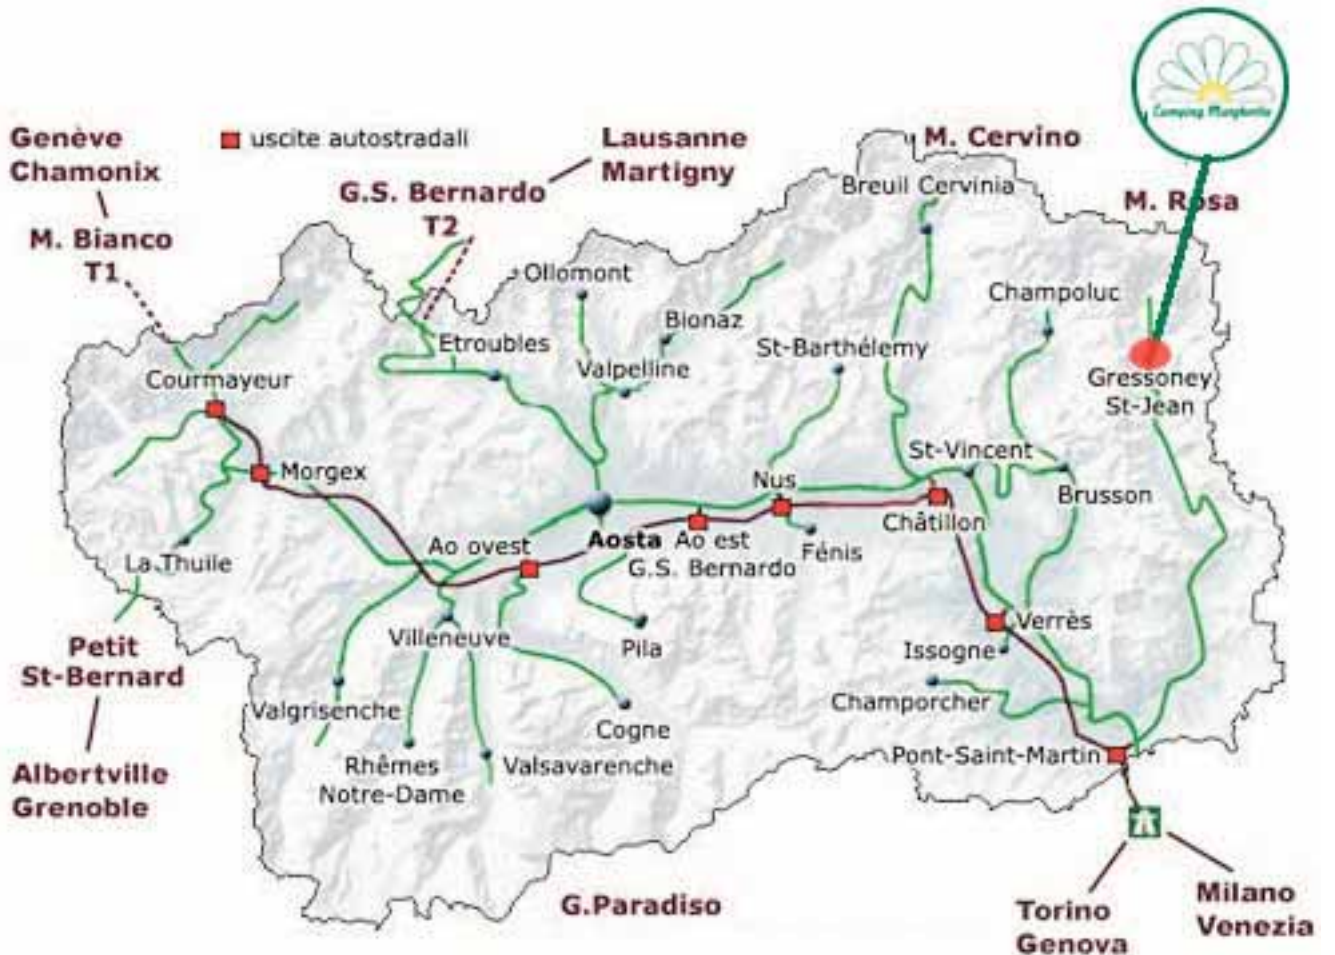 Camping Margherita
Genève
Chamonix
uscite autostradali
Lausanne
Martigny
M. Cervino
G.S. Bernardo
T2
Breuil Cervinia
M. Rosa
M. Bianco
T1
Ollomont
Champoluc
Bionaz
Etroubles
St-Barthélemy
Valpelline
Courmayeur
Gressoney
St-Jean
St-Vincent
Morgex
Nus
Brusson
Châtillon
Ao ovest
Aosta
Ao est
G.S. Bernardo
Fénis
La Thuile
Verrès
Villeneuve
Pila
Issogne
Petit
St-Bernard
Champorcher
Valgrisenche
Cogne
Pont-Saint-Martin
Rhêmes
Notre-Dame
Valsavarenche
Albertville
Grenoble
G.Paradiso
Torino
Genova
Milano
Venezia